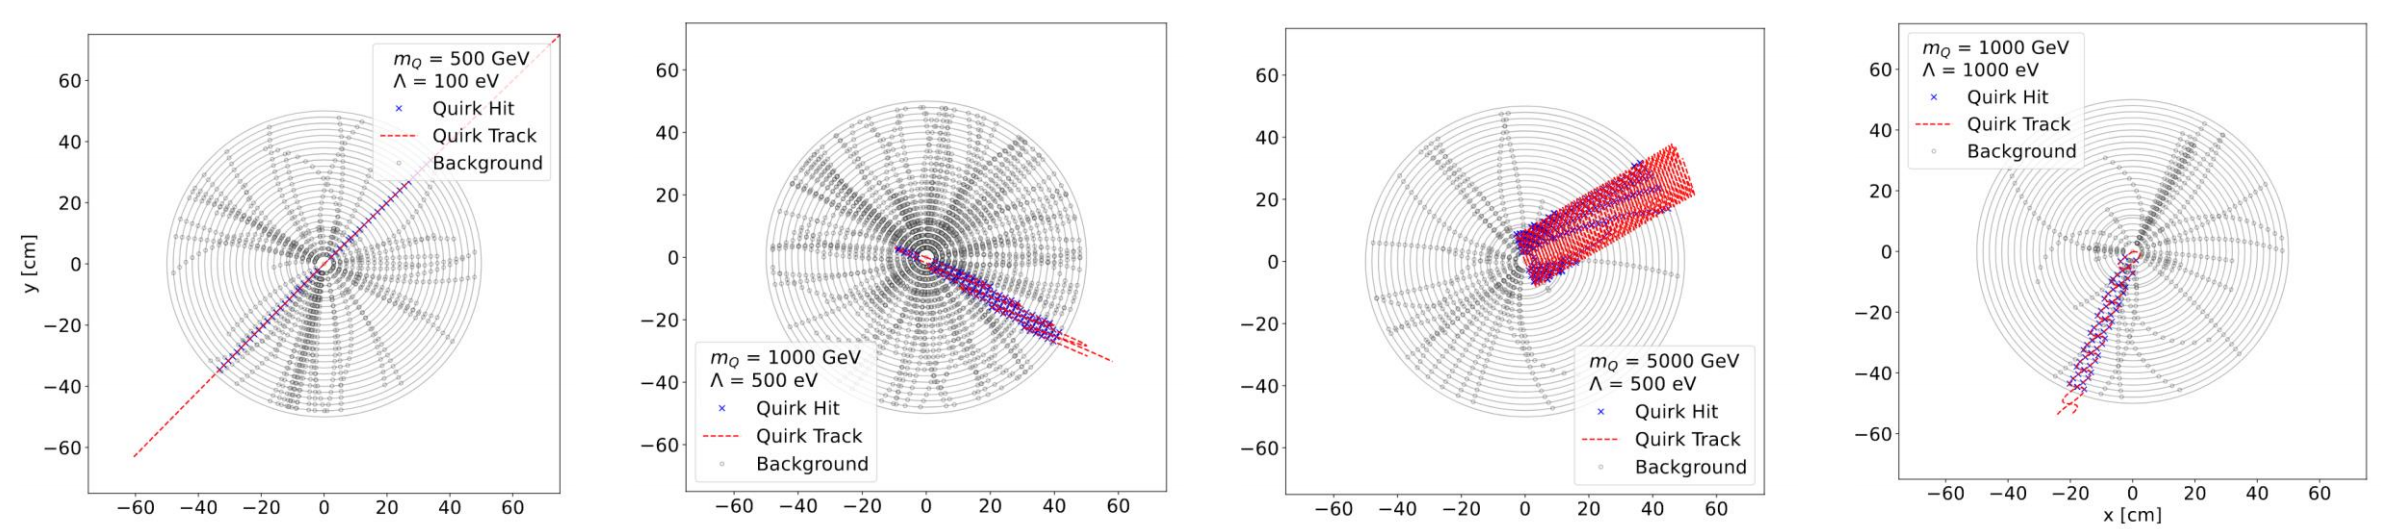 m_Q = 500 GeV
Λ = 100 eV
Quirk Hit
Quirk Track
Background
y [cm]
60
40
20
0
−20
−40
−60
−60 −40 −20 0 20 40 60
m_Q = 1000 GeV
Λ = 500 eV
Quirk Hit
Quirk Track
Background
60
40
20
0
−20
−40
−60
−60 −40 −20 0 20 40 60
m_Q = 5000 GeV
Λ = 500 eV
Quirk Hit
Quirk Track
Background
60
40
20
0
−20
−40
−60
−60 −40 −20 0 20 40 60
m_Q = 1000 GeV
Λ = 1000 eV
Quirk Hit
Quirk Track
Background
60
40
20
0
−20
−40
−60
−60 −40 −20 0 20 40 60
x [cm]